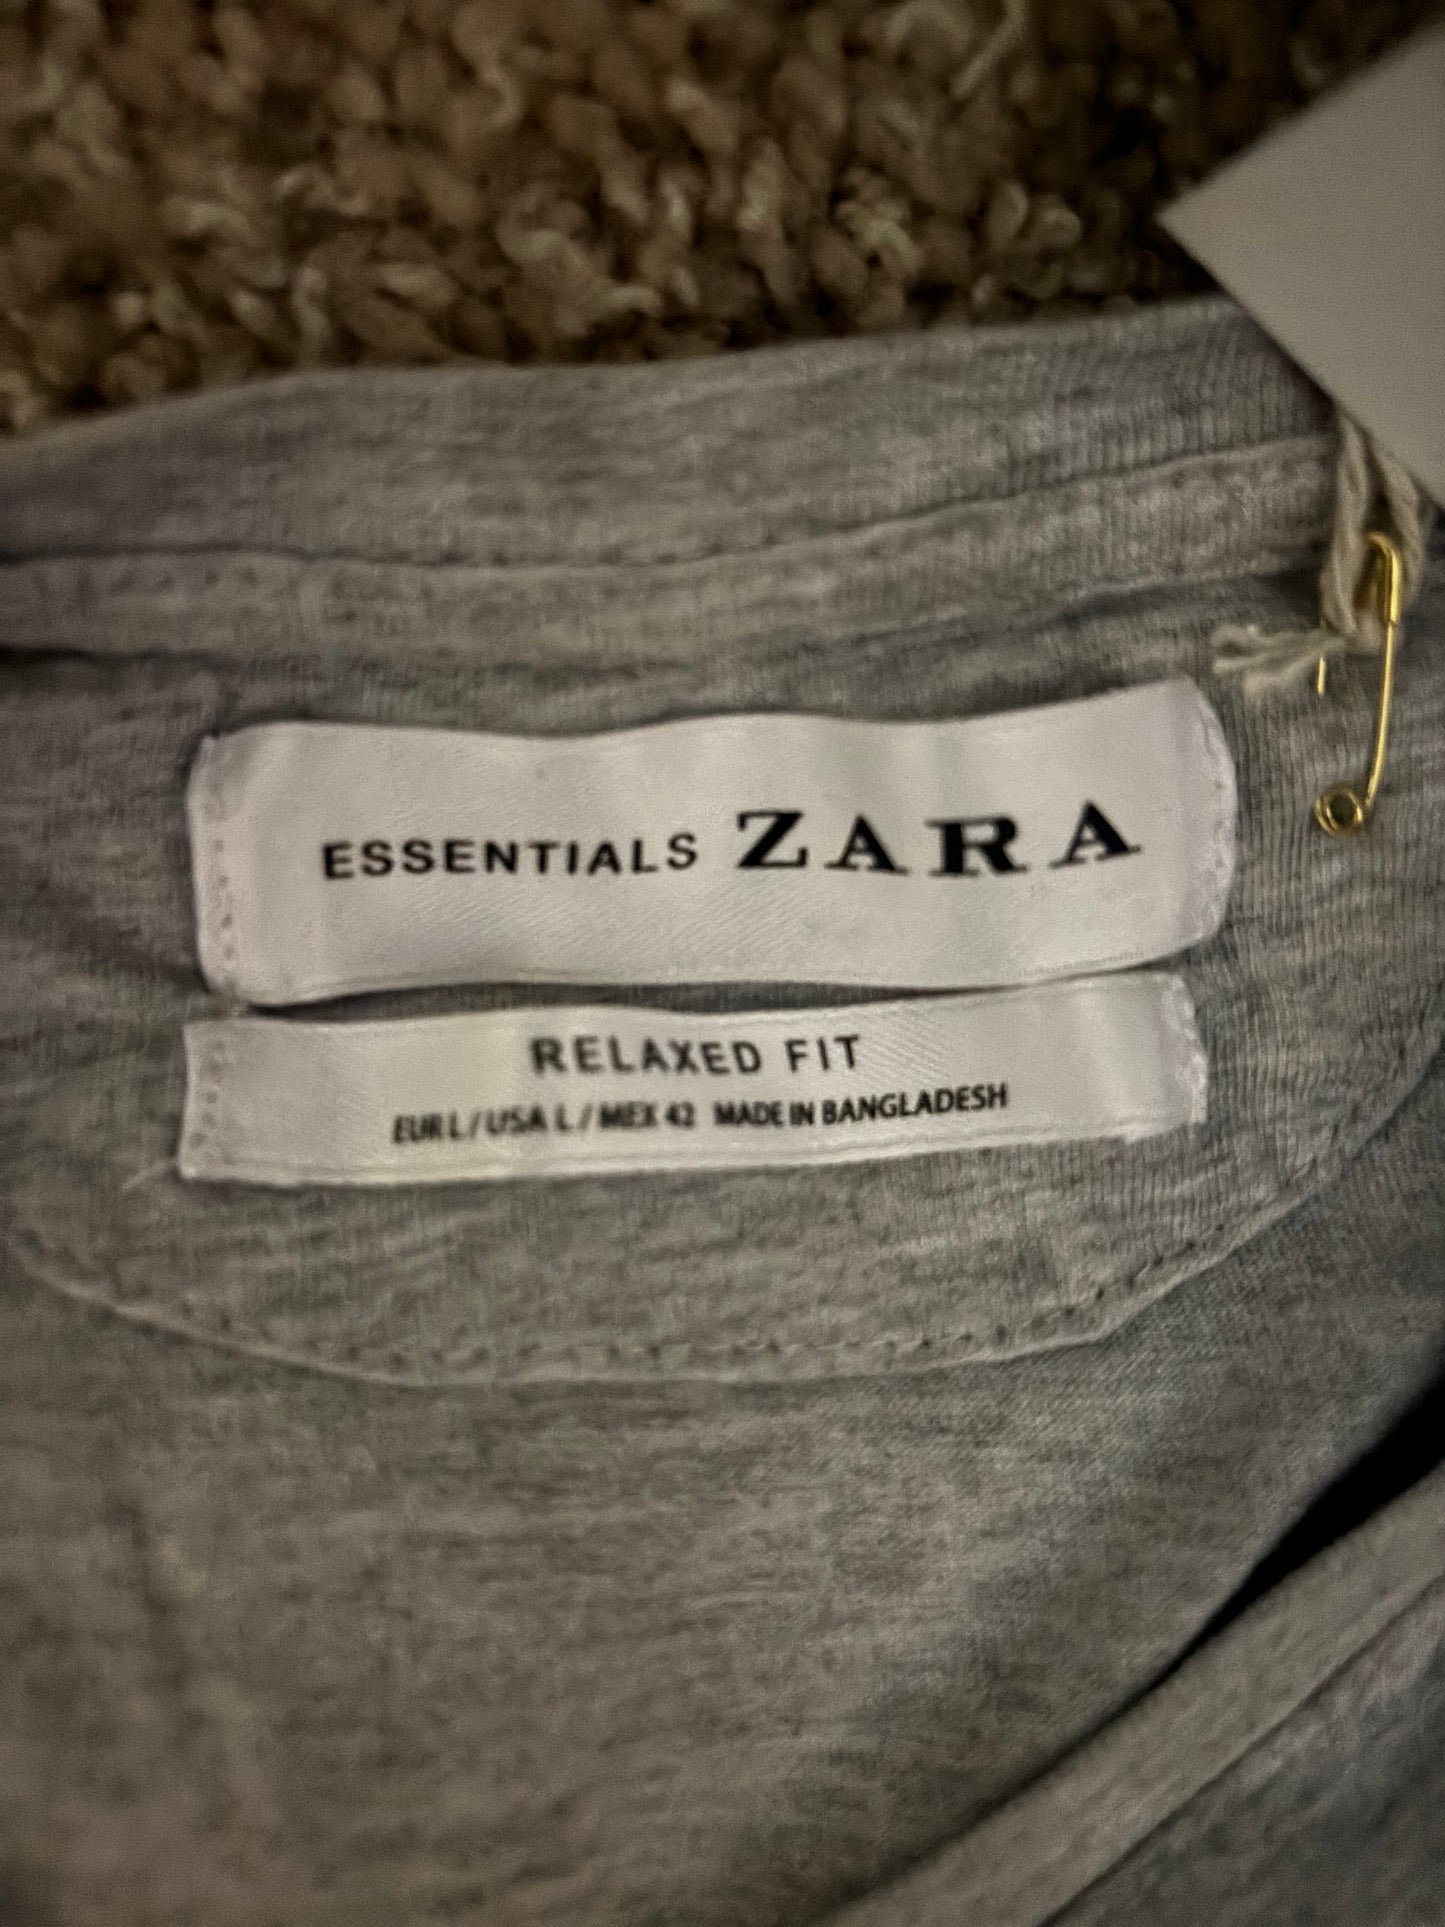 ESSENTIALS ZARA
RELAXED FIT
EUR L / USA L / MEX 42 MADE IN BANGLADESH